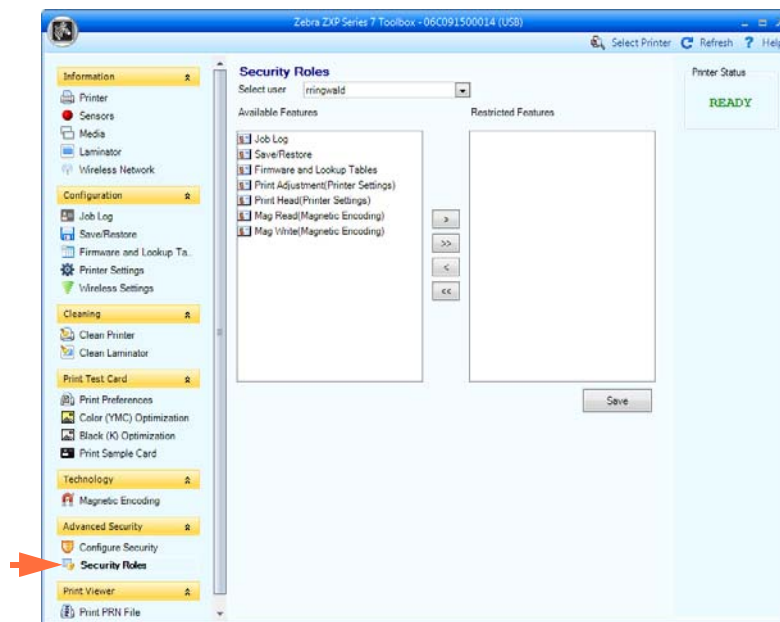 Zebra ZXP Series 7 Toolbox - 06C091500014 (USB)
Select Printer Refresh ? Help
Information
Printer
Sensors
Media
Laminator
Wireless Network
Configuration
Job Log
Save/Restore
Firmware and Lookup Ta..
Printer Settings
Wireless Settings
Cleaning
Clean Printer
Clean Laminator
Print Test Card
Print Preferences
Color (YMC) Optimization
Black (K) Optimization
Print Sample Card
Technology
Magnetic Encoding
Advanced Security
Configure Security
Security Roles
Print Viewer
Print PRN File
Security Roles
Select user rringwald
Available Features
Job Log
Save/Restore
Firmware and Lookup Tables
Print Adjustment(Printer Settings)
Print Head(Printer Settings)
Mag Read(Magnetic Encoding)
Mag Write(Magnetic Encoding)
>
>>
<
<<
Restricted Features
Save
Printer Status
READY